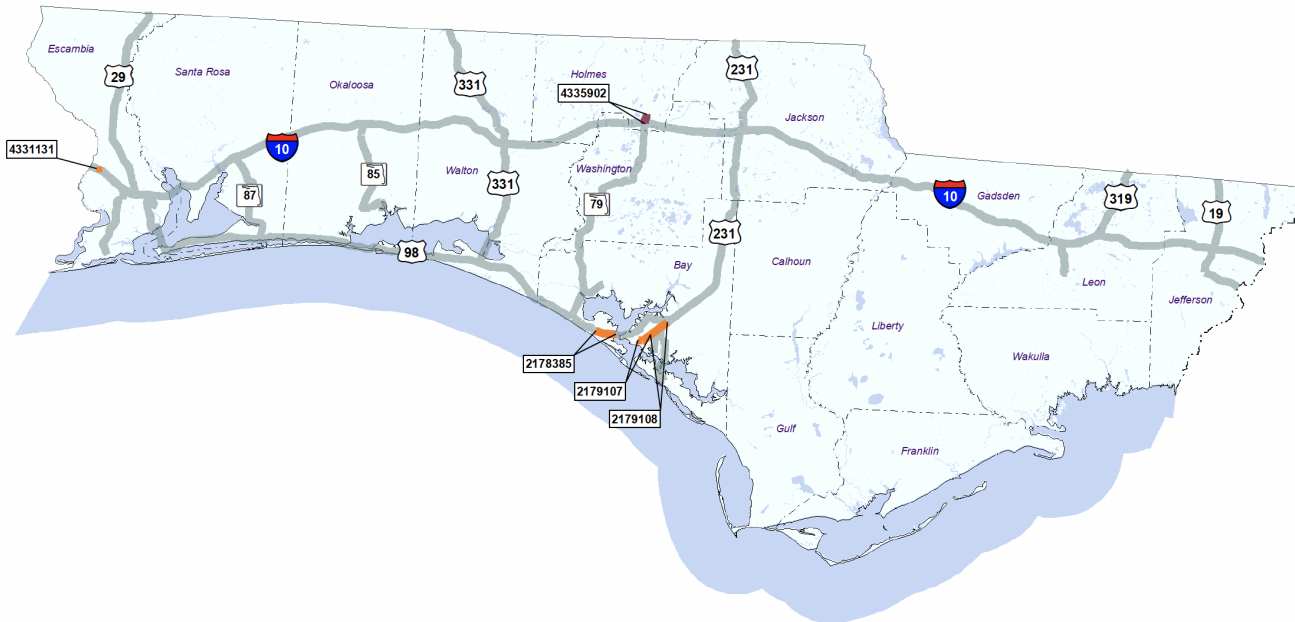 Escambia
29
Santa Rosa
Okaloosa
331
Holmes
4335902
231
Jackson
4331131
10
87
85
Walton
331
Washington
79
10
Gadsden
319
19
98
231
Bay
Calhoun
Leon
Jefferson
Liberty
Wakulla
2178385
2179107
2179108
Gulf
Franklin